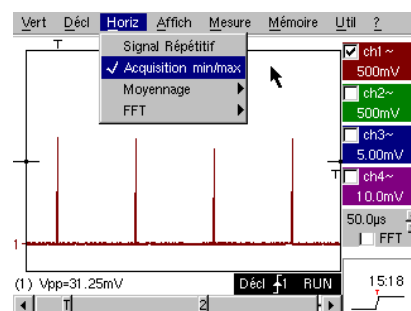 Vert Décl Horiz Affich Mesure Mémoire Util ?
Signal Répétitif
✓ Acquisition min/max
Moyennage
FFT
T
T
1
ch1~
500mV
ch2~
500mV
ch3~
5.00mV
ch4~
10.0mV
50.0µs
FFT
(1) Vpp=31.25mV
Décl 1 RUN
15:18
T
2